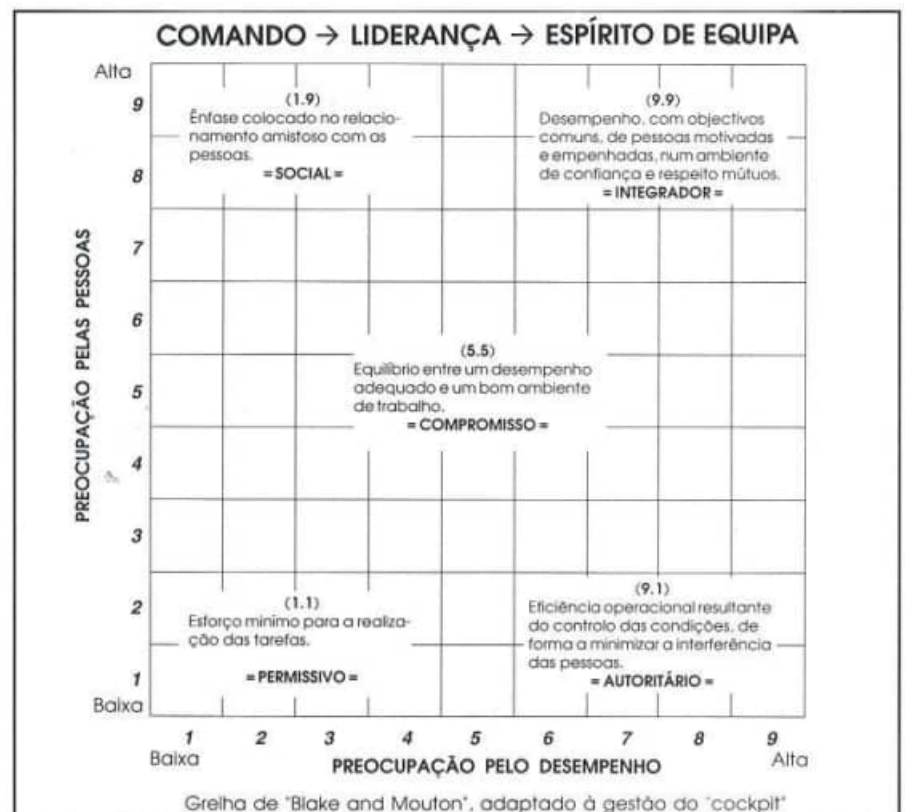 COMANDO → LIDERANÇA → ESPÍRITO DE EQUIPA
Alta
9
8
7
6
5
4
3
2
1
Baixa
PREOCUPAÇÃO PELAS PESSOAS
(1.9)
Ênfase colocado no relacio-
namento amistoso com as
pessoas.
= SOCIAL =
(9.9)
Desempenho, com objectivos
comuns, de pessoas motivadas
e empenhadas, num ambiente
de confiança e respeito mútuos.
= INTEGRADOR =
(5.5)
Equilíbrio entre um desempenho
adequado e um bom ambiente
de trabalho.
= COMPROMISSO =
(1.1)
Esforço mínimo para a realiza-
ção das tarefas.
= PERMISSIVO =
(9.1)
Eficiência operacional resultante
do controlo das condições, de
forma a minimizar a interferência
das pessoas.
= AUTORITÁRIO =
1 2 3 4 5 6 7 8 9
Baixa
Alta
PREOCUPAÇÃO PELO DESEMPENHO
Grelha de "Blake and Mouton", adaptado à gestão do "cockpit"